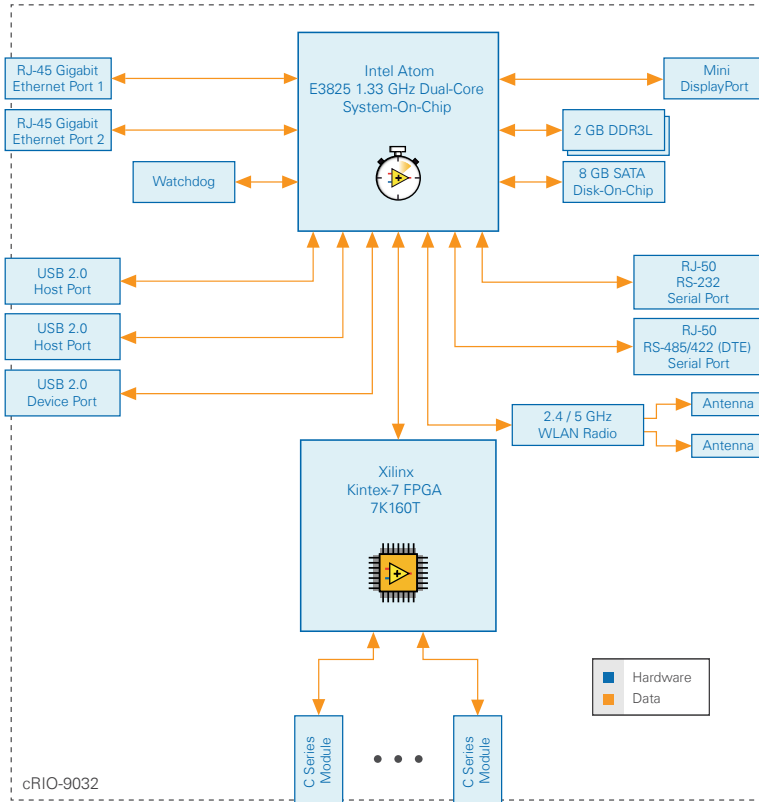 RJ-45 Gigabit
Ethernet Port 1
Intel Atom
E3825 1.33 GHz Dual-Core
System-On-Chip
Mini
DisplayPort
RJ-45 Gigabit
Ethernet Port 2
2 GB DDR3L
Watchdog
8 GB SATA
Disk-On-Chip
USB 2.0
Host Port
RJ-50
RS-232
Serial Port
USB 2.0
Host Port
RJ-50
RS-485/422 (DTE)
Serial Port
USB 2.0
Device Port
2.4 / 5 GHz
WLAN Radio
Antenna
Antenna
Xilinx
Kintex-7 FPGA
7K160T
C Series
Module
C Series
Module
Hardware
Data
cRIO-9032